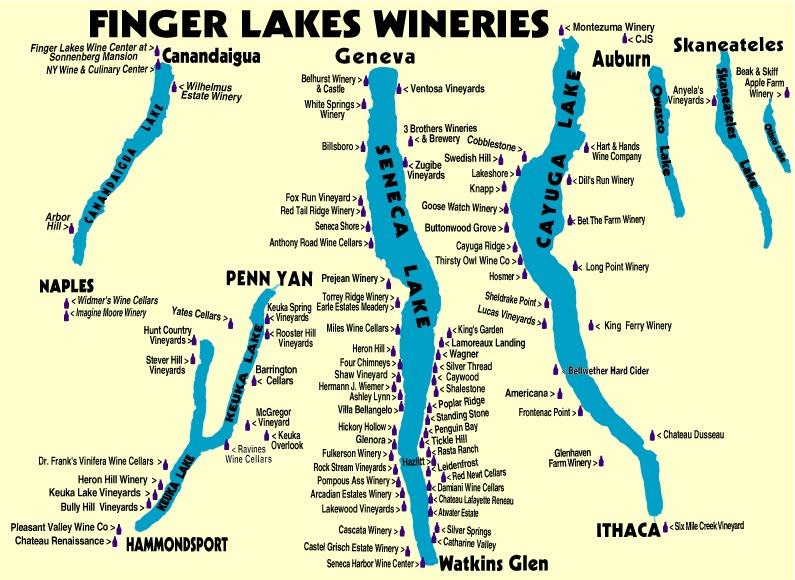 FINGER LAKES WINERIES
Finger Lakes Wine Center at >
Sonnenberg Mansion
NY Wine & Culinary Center >
Canandaigua
< Wilhelmus
Estate Winery
CANANDAIGUA LAKE
Arbor
Hill >
NAPLES
< Widmer's Wine Cellars
< Imagine Moore Winery
PENN YAN
Yates Cellars >
Keuka Spring
< Vineyards
Hunt Country
Vineyards >
< Rooster Hill
Vineyards
Stever Hill >
Vineyards
KEUKA LAKE
Barrington
< Cellars
McGregor
< Vineyard
< Keuka
Overlook
< Ravines
Wine Cellars
Dr. Frank's Vinifera Wine Cellars >
Heron Hill Winery >
Keuka Lake Vineyards >
Bully Hill Vineyards >
KEUKA LAKE
Pleasant Valley Wine Co >
Chateau Renaissance >
HAMMONDSPORT
Geneva
Belhurst Winery >
& Castle
< Ventosa Vineyards
White Springs >
Winery
3 Brothers Wineries
< & Brewery
Billsboro >
< Zugibe
Vineyards
SENECA LAKE
Fox Run Vineyard >
Red Tail Ridge Winery >
Seneca Shore >
Anthony Road Wine Cellars >
Prejean Winery >
Torrey Ridge Winery >
Earle Estates Meadery >
Miles Wine Cellars >
< King's Garden
< Lamoreaux Landing
Heron Hill >
< Wagner
Four Chimneys >
< Silver Thread
Shaw Vineyard >
< Caywood
Hermann J. Wiemer >
< Shalestone
Ashley Lynn >
< Poplar Ridge
Villa Bellangelo >
< Standing Stone
Hickory Hollow >
< Penguin Bay
Glenora >
< Tickle Hill
Fulkerson Winery >
< Rasta Ranch
Hazlitt >
Rock Stream Vineyards >
< Leidenfrost
< Red Newt Cellars
Pompous Ass Winery >
< Damiani Wine Cellars
Arcadian Estates Winery >
< Chateau Lafayette Reneau
Lakewood Vineyards >
< Atwater Estate
Cascata Winery >
< Silver Springs
< Catharine Valley
Castel Grisch Estate Winery >
Seneca Harbor Wine Center >
Watkins Glen
< Montezuma Winery
< CJS
CAYUGA LAKE
Cobblestone >
Swedish Hill >
< Hart & Hands
Wine Company
Lakeshore >
< Dill's Run Winery
Knapp >
Goose Watch Winery >
< Bet The Farm Winery
Buttonwood Grove >
Cayuga Ridge >
Thirsty Owl Wine Co >
< Long Point Winery
Hosmer >
Sheldrake Point >
Lucas Vineyards >
< King Ferry Winery
< Bellwether Hard Cider
Americana >
Frontenac Point >
< Chateau Dusseau
Glenhaven
Farm Winery >
ITHACA
< Six Mile Creek Vineyard
Auburn
Owasco Lake
Skaneateles
Anyela's
Vineyards >
Skaneateles Lake
Beak & Skiff
Apple Farm
Winery >
Otisco Lake